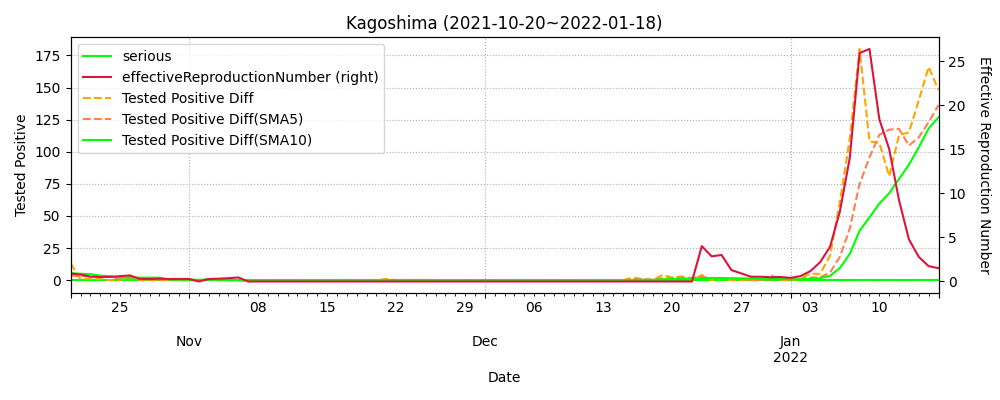 Kagoshima (2021-10-20~2022-01-18)
serious
effectiveReproductionNumber (right)
Tested Positive Diff
Tested Positive Diff(SMA5)
Tested Positive Diff(SMA10)
Tested Positive
175
150
125
100
75
50
25
0
Effective Reproduction Number
25
20
15
10
5
0
25 08 15 22 29 06 13 20 27 03 10
Nov Dec Jan
2022
Date